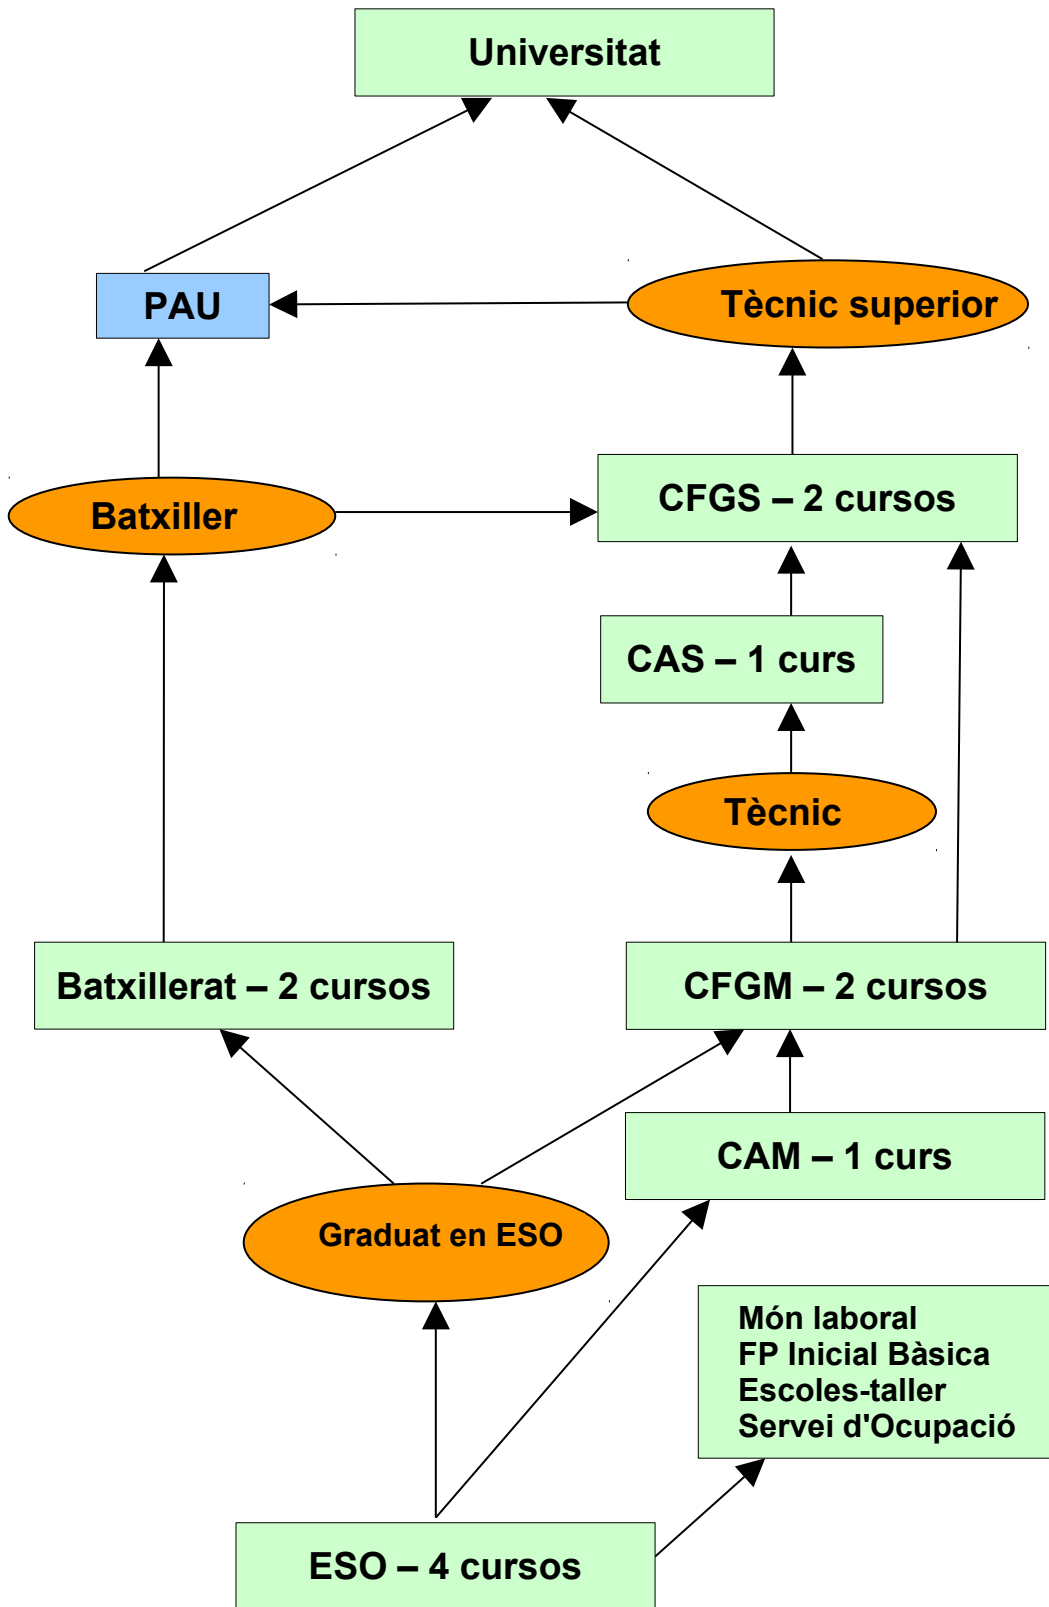 Universitat
PAU
Tècnic superior
Batxiller
CFGS – 2 cursos
CAS – 1 curs
Tècnic
Batxillerat – 2 cursos
CFGM – 2 cursos
CAM – 1 curs
Graduat en ESO
Món laboral
FP Inicial Bàsica
Escoles-taller
Servei d'Ocupació
ESO – 4 cursos